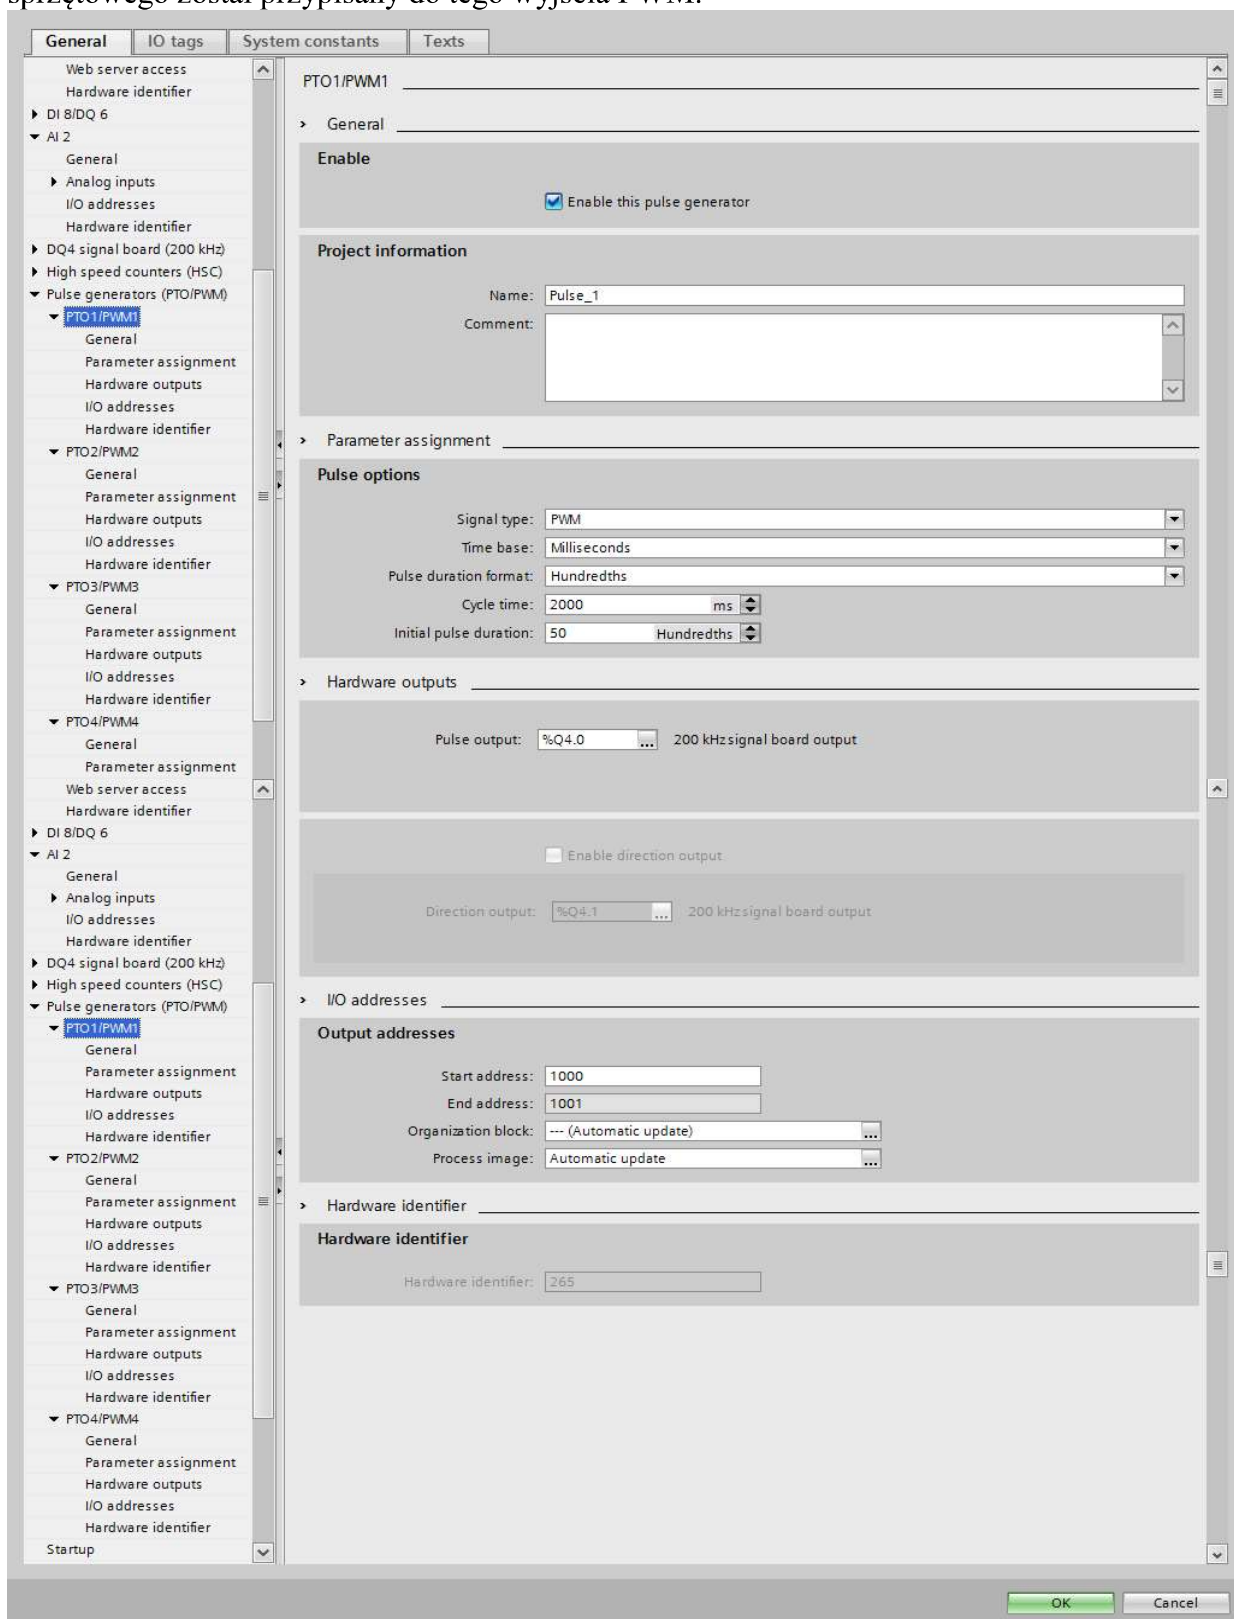 sprzętowego został przypisany do tego wyjścia PWM.
General IO tags System constants Texts
Web server access
Hardware identifier
DI 8/DQ 6
AI 2
General
Analog inputs
I/O addresses
Hardware identifier
DQ4 signal board (200 kHz)
High speed counters (HSC)
Pulse generators (PTO/PWM)
PTO1/PWM1
General
Parameter assignment
Hardware outputs
I/O addresses
Hardware identifier
PTO2/PWM2
General
Parameter assignment
Hardware outputs
I/O addresses
Hardware identifier
PTO3/PWM3
General
Parameter assignment
Hardware outputs
I/O addresses
Hardware identifier
PTO4/PWM4
General
Parameter assignment
Web server access
Hardware identifier
DI 8/DQ 6
AI 2
General
Analog inputs
I/O addresses
Hardware identifier
DQ4 signal board (200 kHz)
High speed counters (HSC)
Pulse generators (PTO/PWM)
PTO1/PWM1
General
Parameter assignment
Hardware outputs
I/O addresses
Hardware identifier
PTO2/PWM2
General
Parameter assignment
Hardware outputs
I/O addresses
Hardware identifier
PTO3/PWM3
General
Parameter assignment
Hardware outputs
I/O addresses
Hardware identifier
PTO4/PWM4
General
Parameter assignment
Hardware outputs
I/O addresses
Hardware identifier
Startup
PTO1/PWM1
General
Enable
Enable this pulse generator
Project information
Name: Pulse_1
Comment:
Parameter assignment
Pulse options
Signal type: PWM
Time base: Milliseconds
Pulse duration format: Hundredths
Cycle time: 2000 ms
Initial pulse duration: 50 Hundredths
Hardware outputs
Pulse output: %Q4.0 ... 200 kHz signal board output
Enable direction output
Direction output: %Q4.1 ... 200 kHz signal board output
I/O addresses
Output addresses
Start address: 1000
End address: 1001
Organization block: --- (Automatic update) ...
Process image: Automatic update ...
Hardware identifier
Hardware identifier
Hardware identifier: 265
OK Cancel